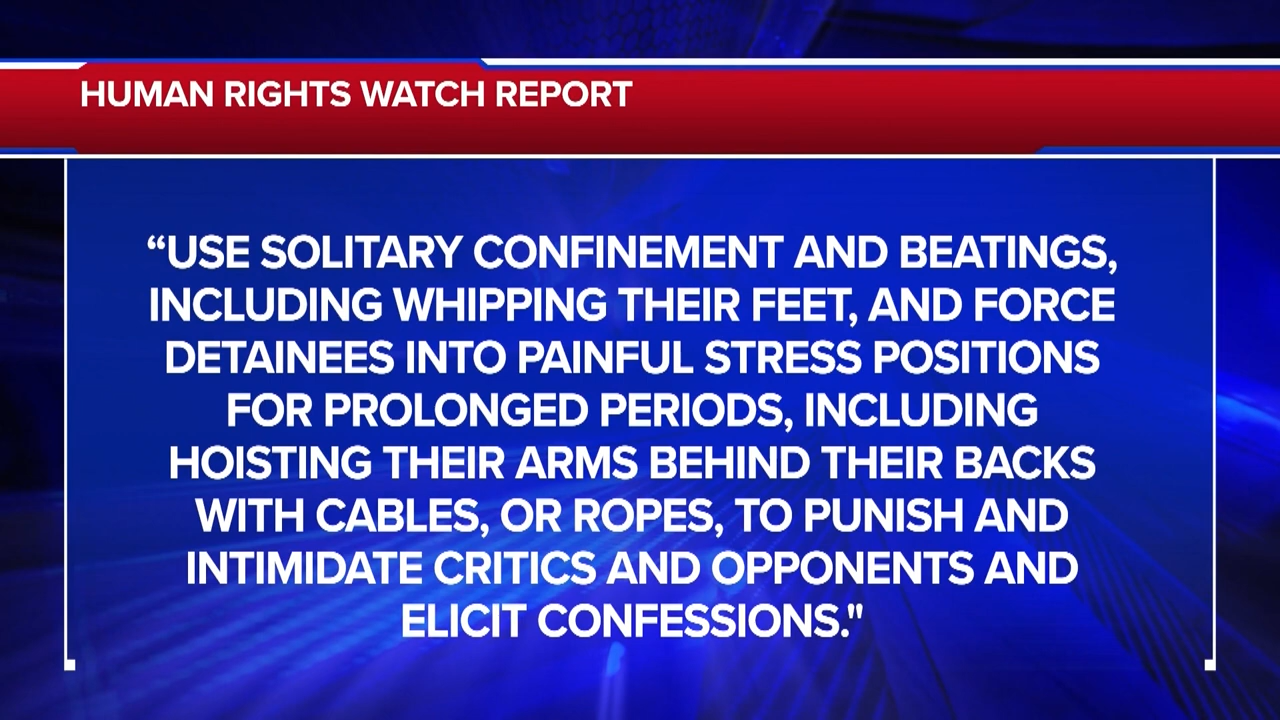 HUMAN RIGHTS WATCH REPORT
“USE SOLITARY CONFINEMENT AND BEATINGS,
INCLUDING WHIPPING THEIR FEET, AND FORCE
DETAINEES INTO PAINFUL STRESS POSITIONS
FOR PROLONGED PERIODS, INCLUDING
HOISTING THEIR ARMS BEHIND THEIR BACKS
WITH CABLES, OR ROPES, TO PUNISH AND
INTIMIDATE CRITICS AND OPPONENTS AND
ELICIT CONFESSIONS."